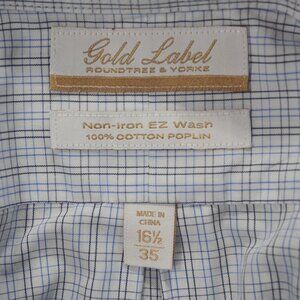 Gold Label
ROUNDTREE & YORKE
Non-iron EZ Wash
100% COTTON POPLIN
MADE IN
CHINA
16½
35